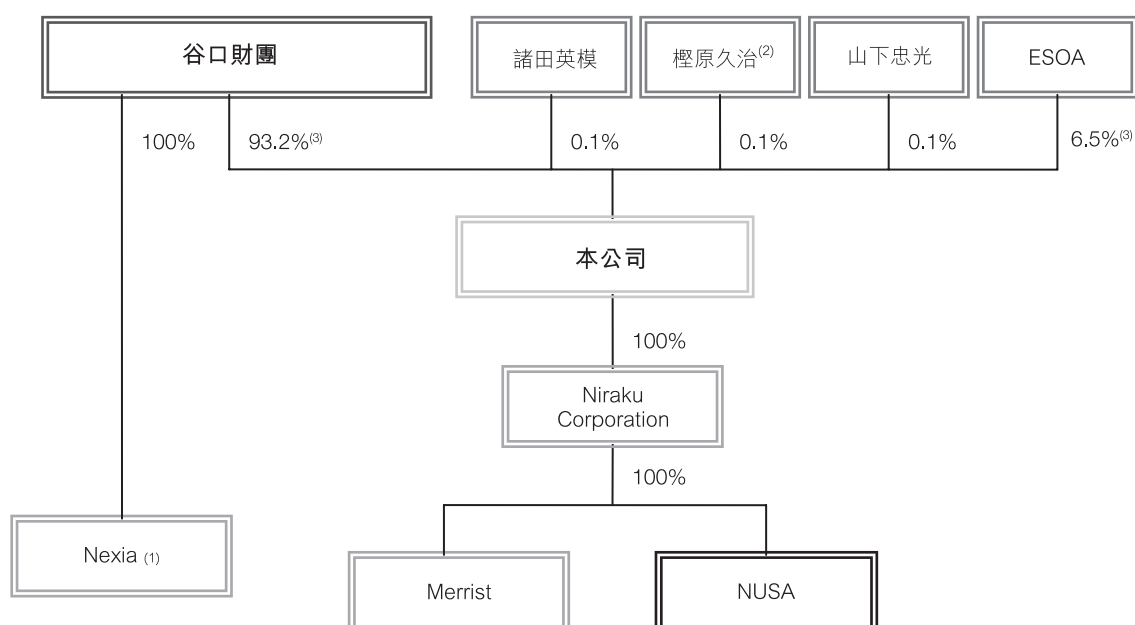 谷口財團
諸田英模
樫原久治(2)
山下忠光
ESOA
100%
93.2%(3)
0.1%
0.1%
0.1%
6.5%(3)
本公司
100%
Niraku
Corporation
100%
Nexia (1)
Merrist
NUSA